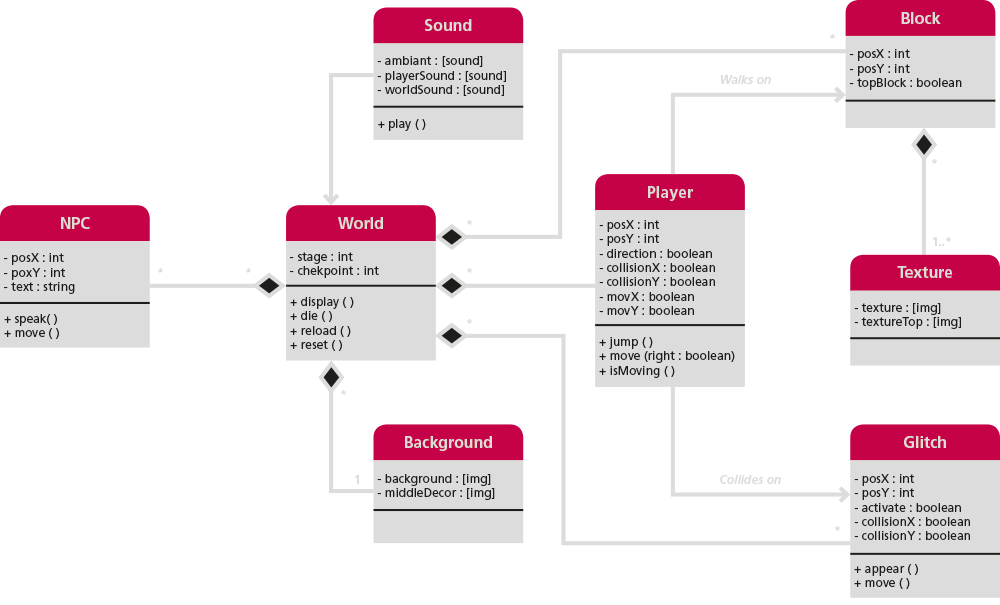 Sound
- ambiant : [sound]
- playerSound : [sound]
- worldSound : [sound]
+ play ( )
Block
- posX : int
- posY : int
- topBlock : boolean
*
Walks on
*
1..*
NPC
- posX : int
- poxY : int
- text : string
+ speak( )
+ move ( )
*
*
World
- stage : int
- chekpoint : int
+ display ( )
+ die ( )
+ reload ( )
+ reset ( )
*
*
*
*
Player
- posX : int
- posY : int
- direction : boolean
- collisionX : boolean
- collisionY : boolean
- movX : boolean
- movY : boolean
+ jump ( )
+ move (right : boolean)
+ isMoving ( )
Texture
- texture : [img]
- textureTop : [img]
Background
- background : [img]
- middleDecor : [img]
1
Collides on
*
Glitch
- posX : int
- posY : int
- activate : boolean
- collisionX : boolean
- collisionY : boolean
+ appear ( )
+ move ( )